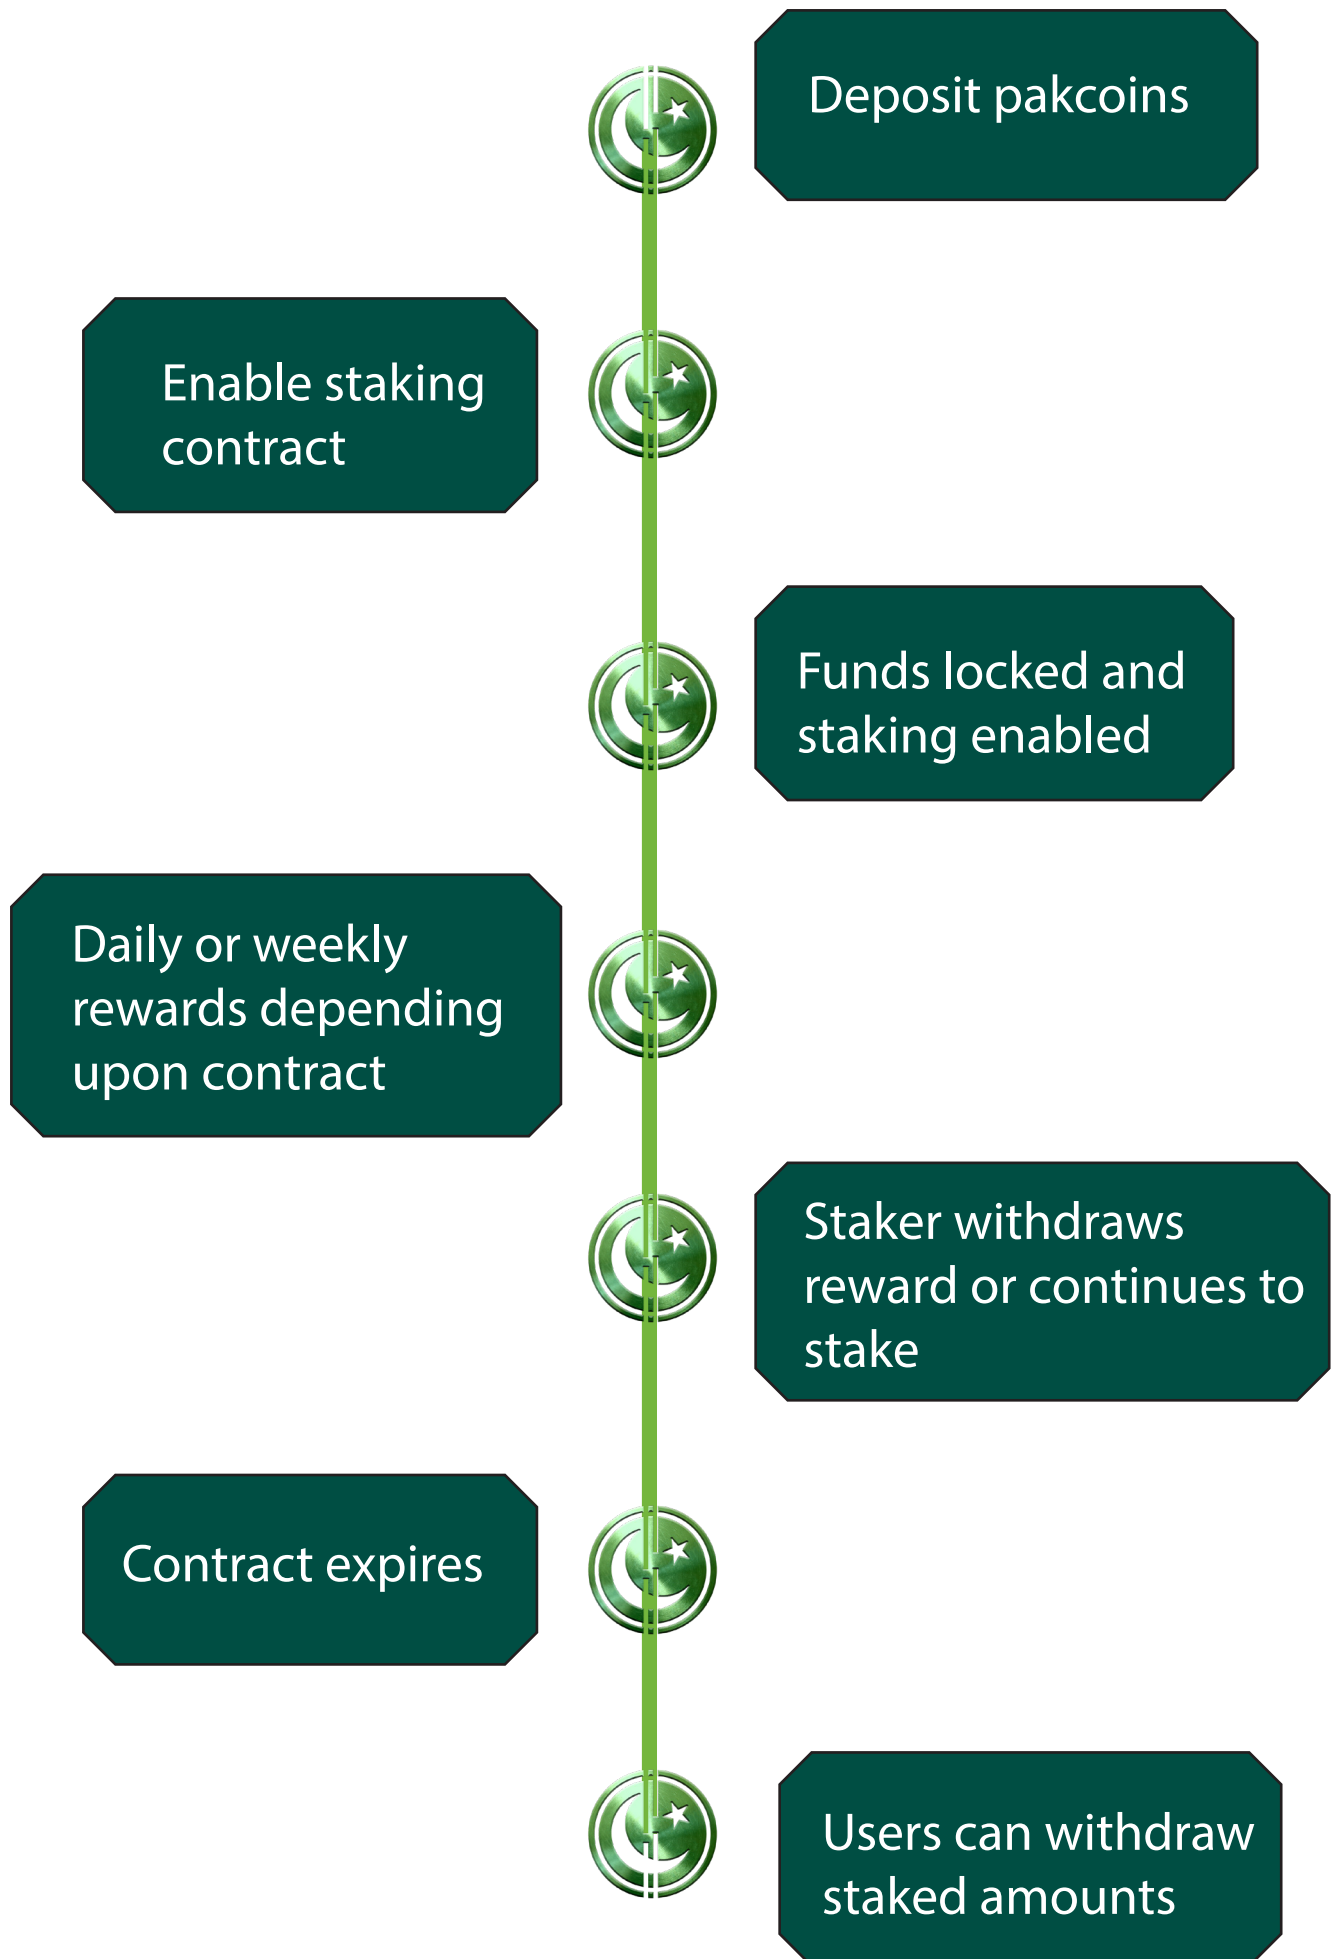 Deposit pakcoins
Enable staking
contract
Funds locked and
staking enabled
Daily or weekly
rewards depending
upon contract
Staker withdraws
reward or continues to
stake
Contract expires
Users can withdraw
staked amounts